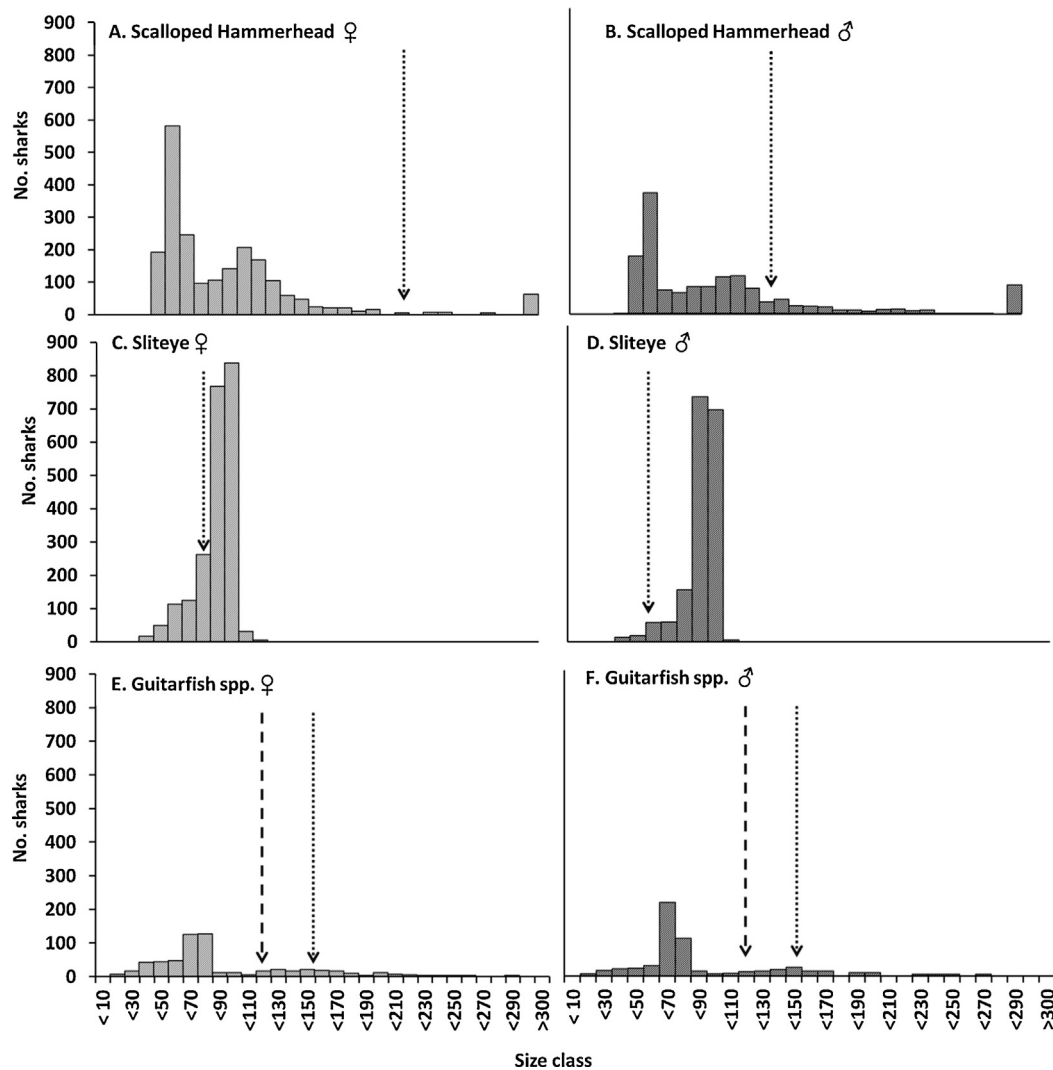 A. Scalloped Hammerhead ♀
B. Scalloped Hammerhead ♂
No. sharks
900
800
700
600
500
400
300
200
100
0
C. Sliteye ♀
D. Sliteye ♂
No. sharks
900
800
700
600
500
400
300
200
100
0
E. Guitarfish spp. ♀
F. Guitarfish spp. ♂
No. sharks
900
800
700
600
500
400
300
200
100
0
< 10 <30 <50 <70 <90 <110 <130 <150 <170 <190 <210 <230 <250 <270 <290 >300
< 10 <30 <50 <70 <90 <110 <130 <150 <170 <190 <210 <230 <250 <270 <290 >300
Size class